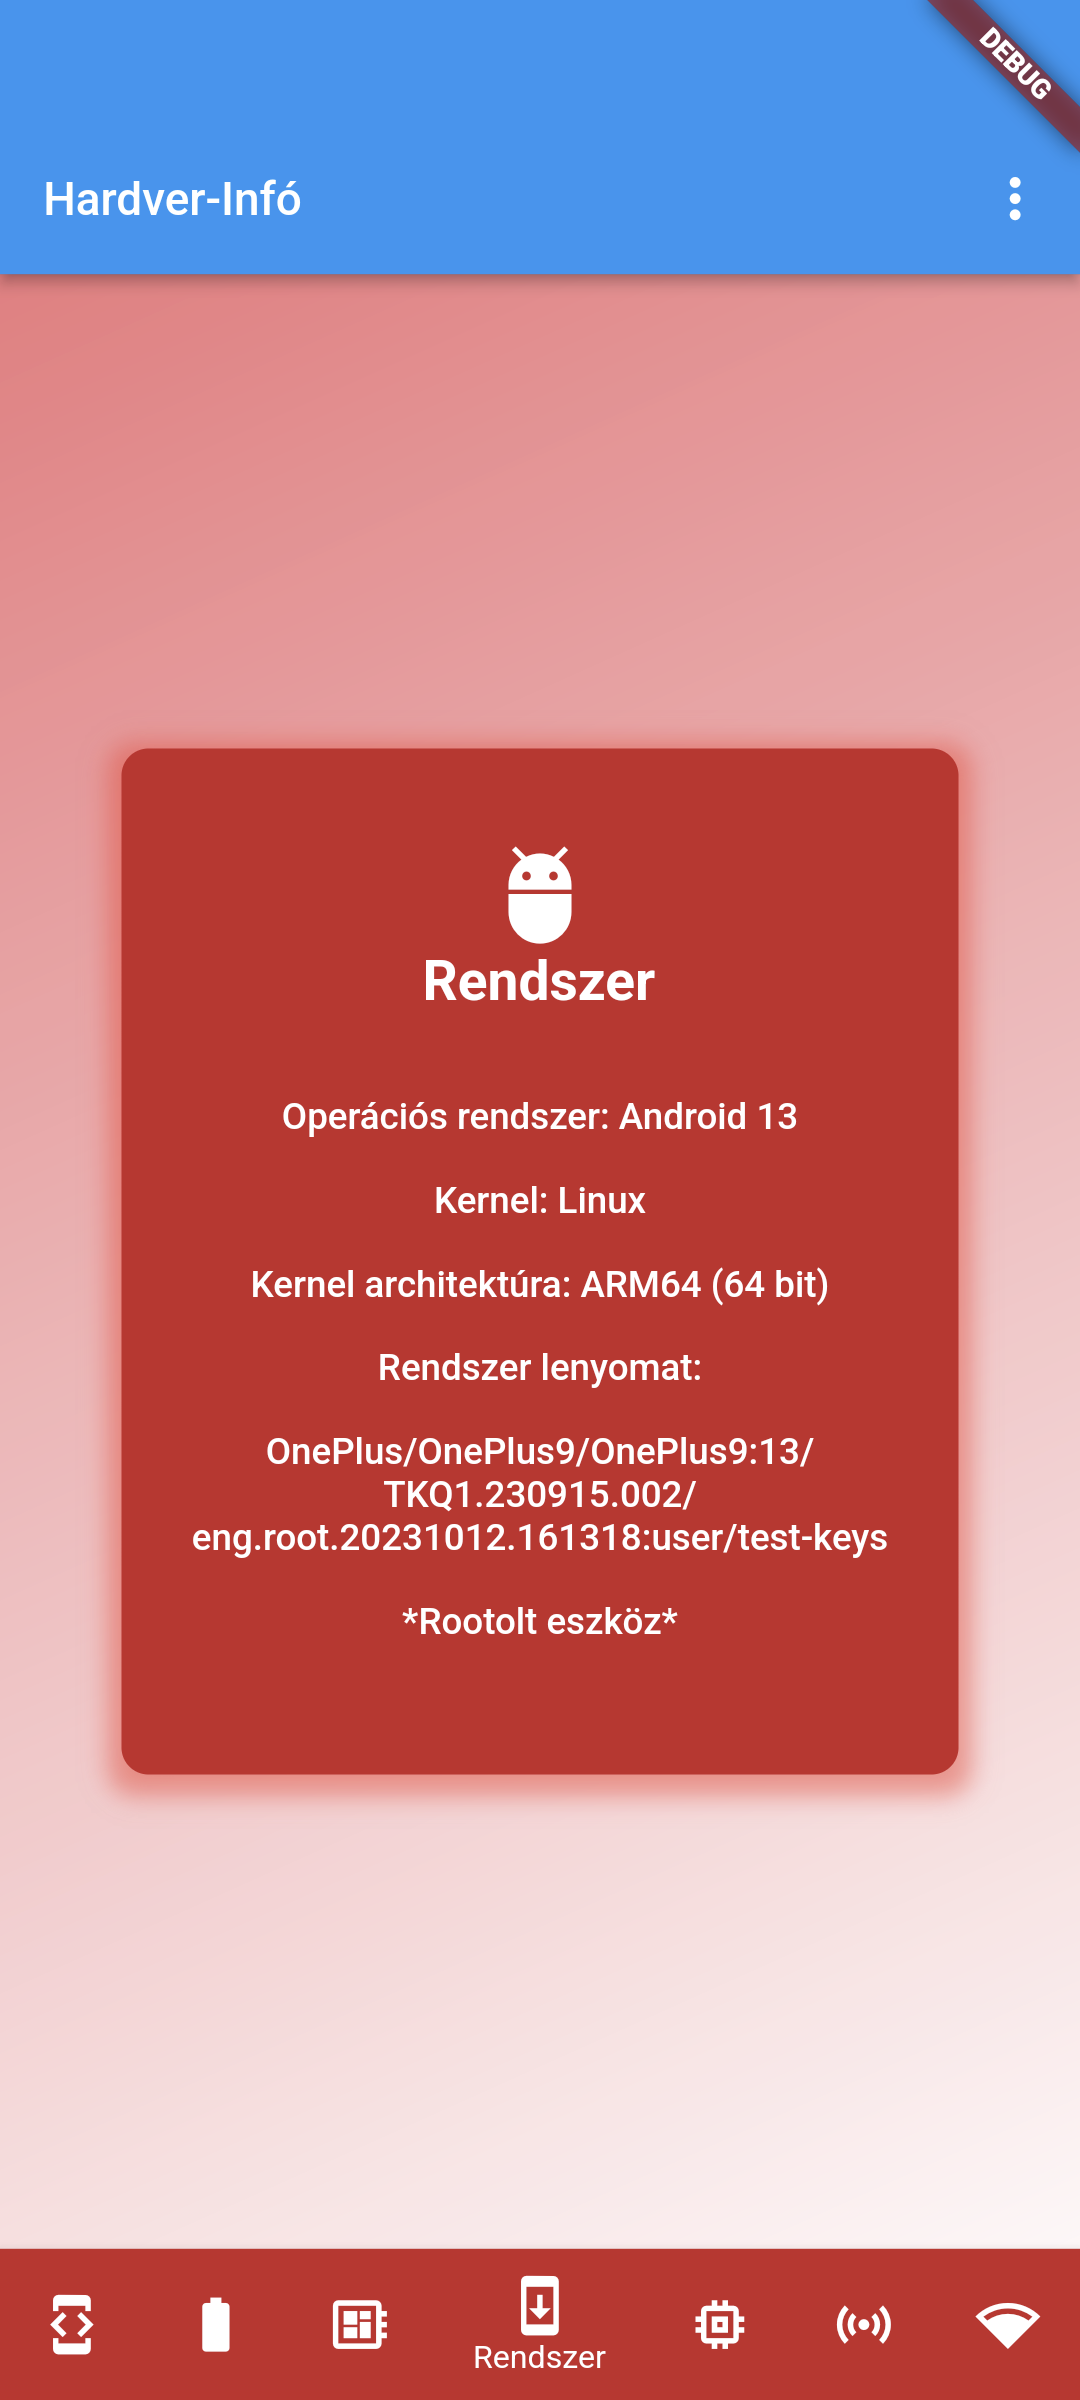 DEBUG
Hardver-Infó
Rendszer
Operációs rendszer: Android 13
Kernel: Linux
Kernel architektúra: ARM64 (64 bit)
Rendszer lenyomat:
OnePlus/OnePlus9/OnePlus9:13/
TKQ1.230915.002/
eng.root.20231012.161318:user/test-keys
*Rootolt eszköz*
Rendszer